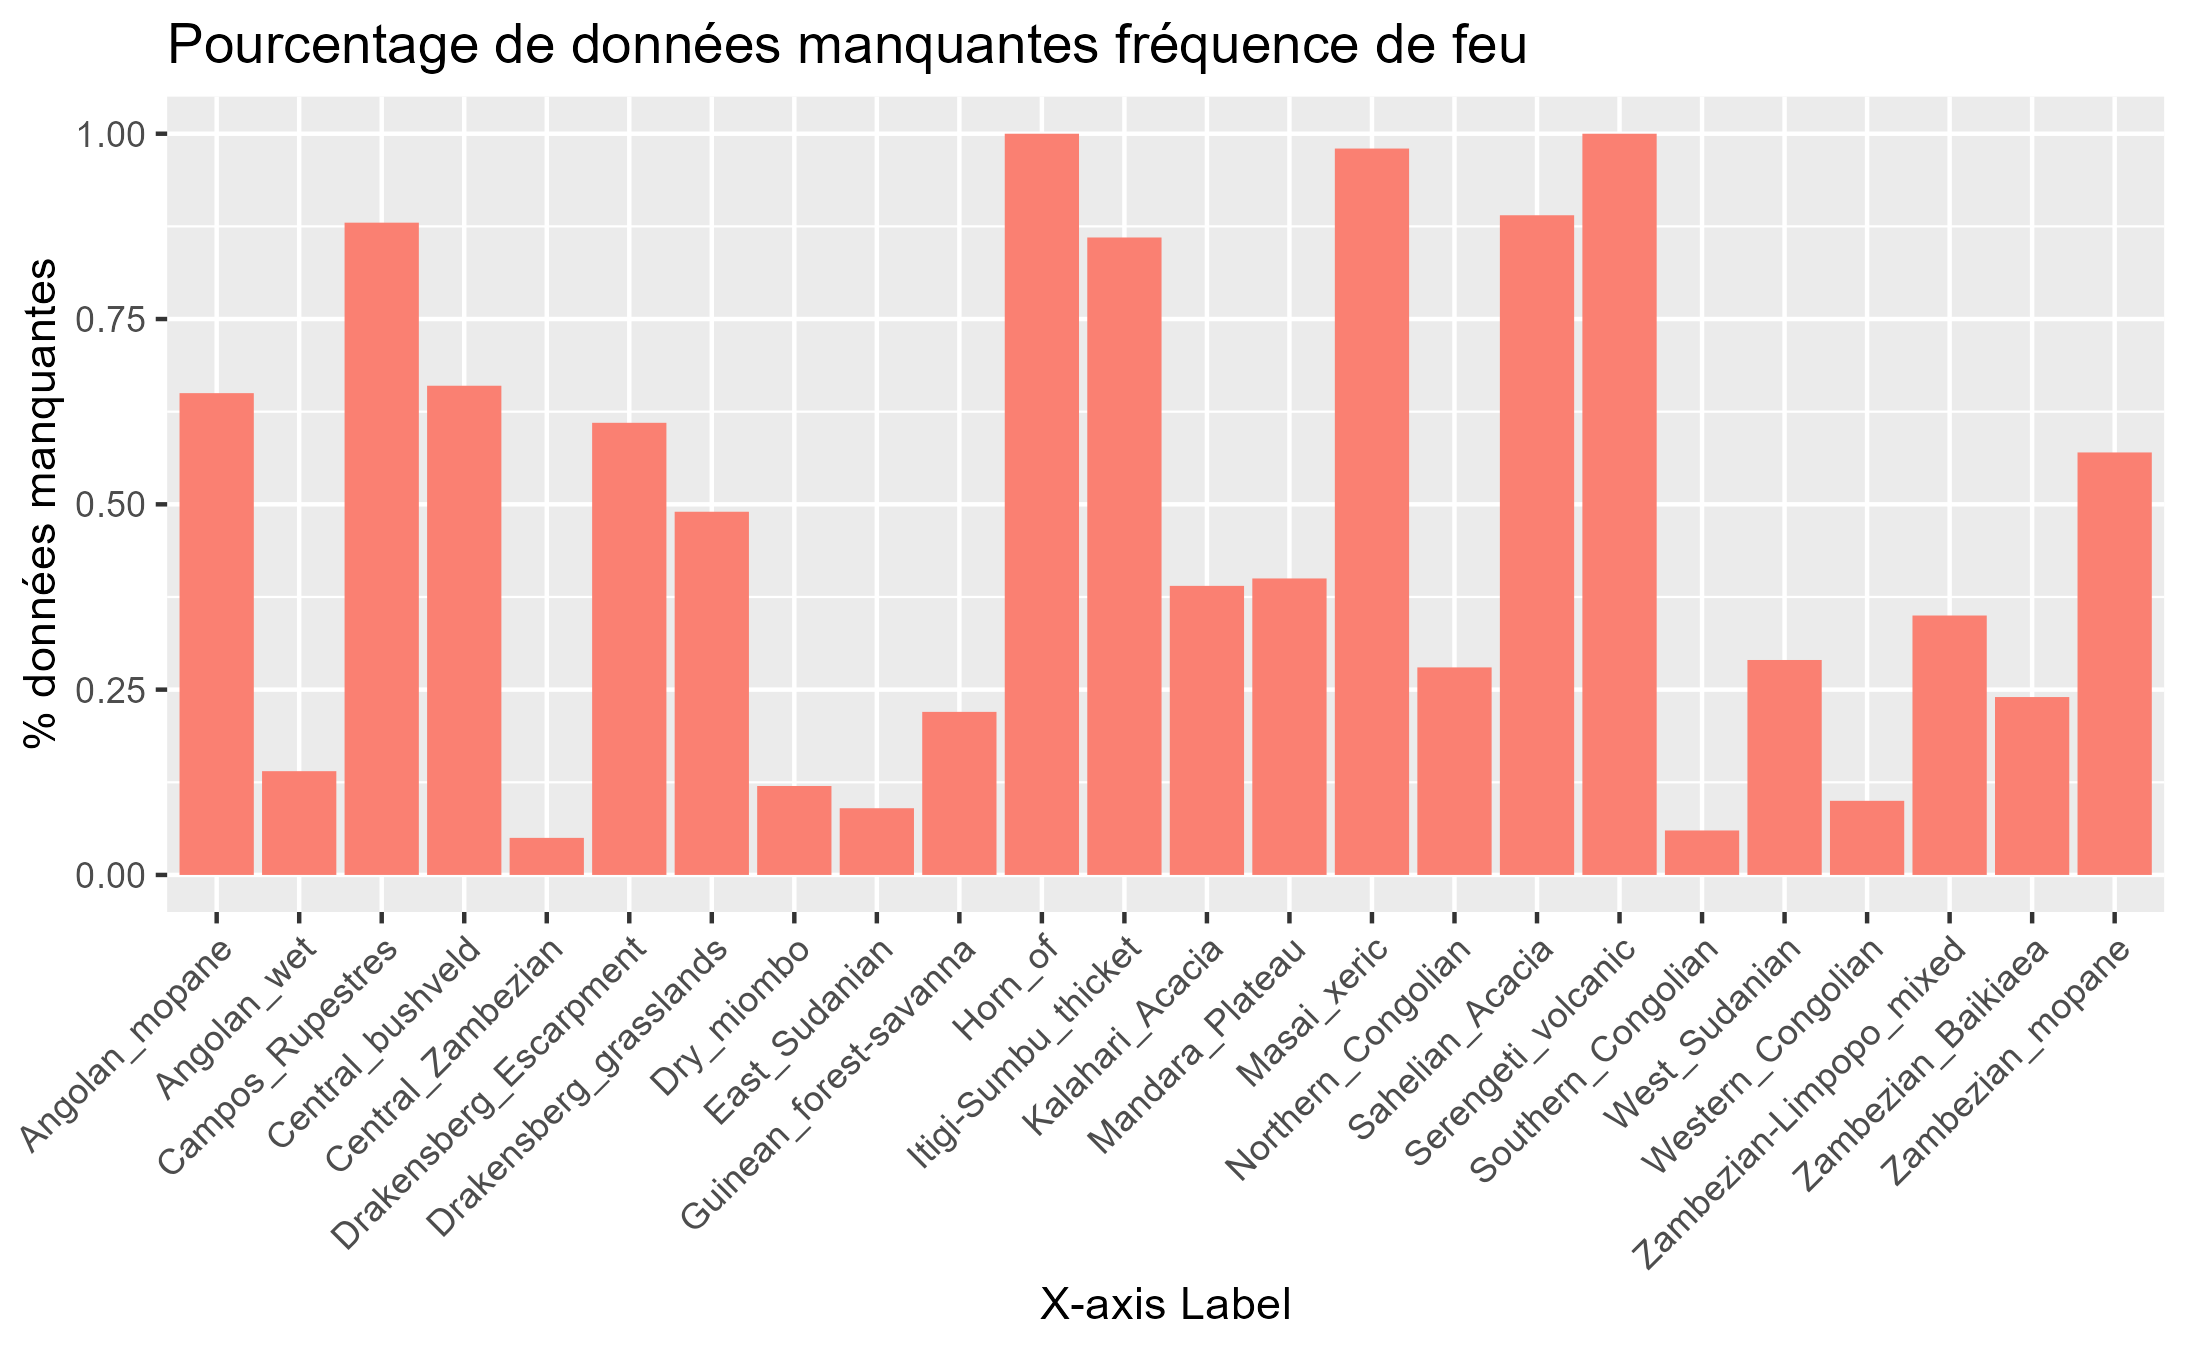 Pourcentage de données manquantes fréquence de feu
% données manquantes
1.00
0.75
0.50
0.25
0.00
Angolan_mopane
Angolan_wet
Campos_Rupestres
Central_bushveld
Central_Zambezian
Drakensberg_Escarpment
Drakensberg_grasslands
Dry_miombo
East_Sudanian
Guinean_forest-savanna
Horn_of
Itigi-Sumbu_thicket
Kalahari_Acacia
Mandara_Plateau
Masai_xeric
Northern_Congolian
Sahelian_Acacia
Serengeti_volcanic
Southern_Congolian
West_Sudanian
Western_Congolian
Zambezian-Limpopo_mixed
Zambezian_Baikiaea
Zambezian_mopane
X-axis Label